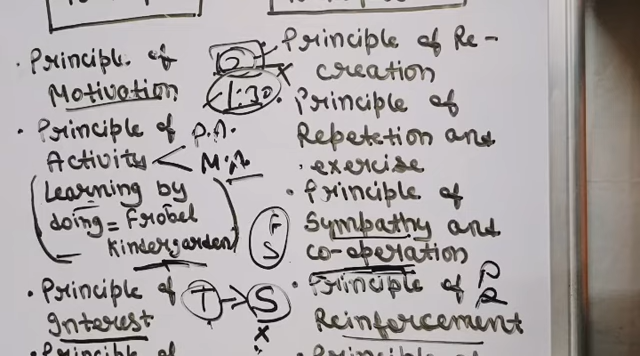 • Principle of
Motivation
• Principle of P.A.
Activity < M.A.
(Learning by
doing = Frobel
Kindergarden)
• Principle of T → S
Interest x
Principle of Re-
creation
x
1:30
• Principle of
Repetetion and
exercise
• Principle of
Sympathy and
F
S
co-operation
• Principle of P
R
Reinforcement